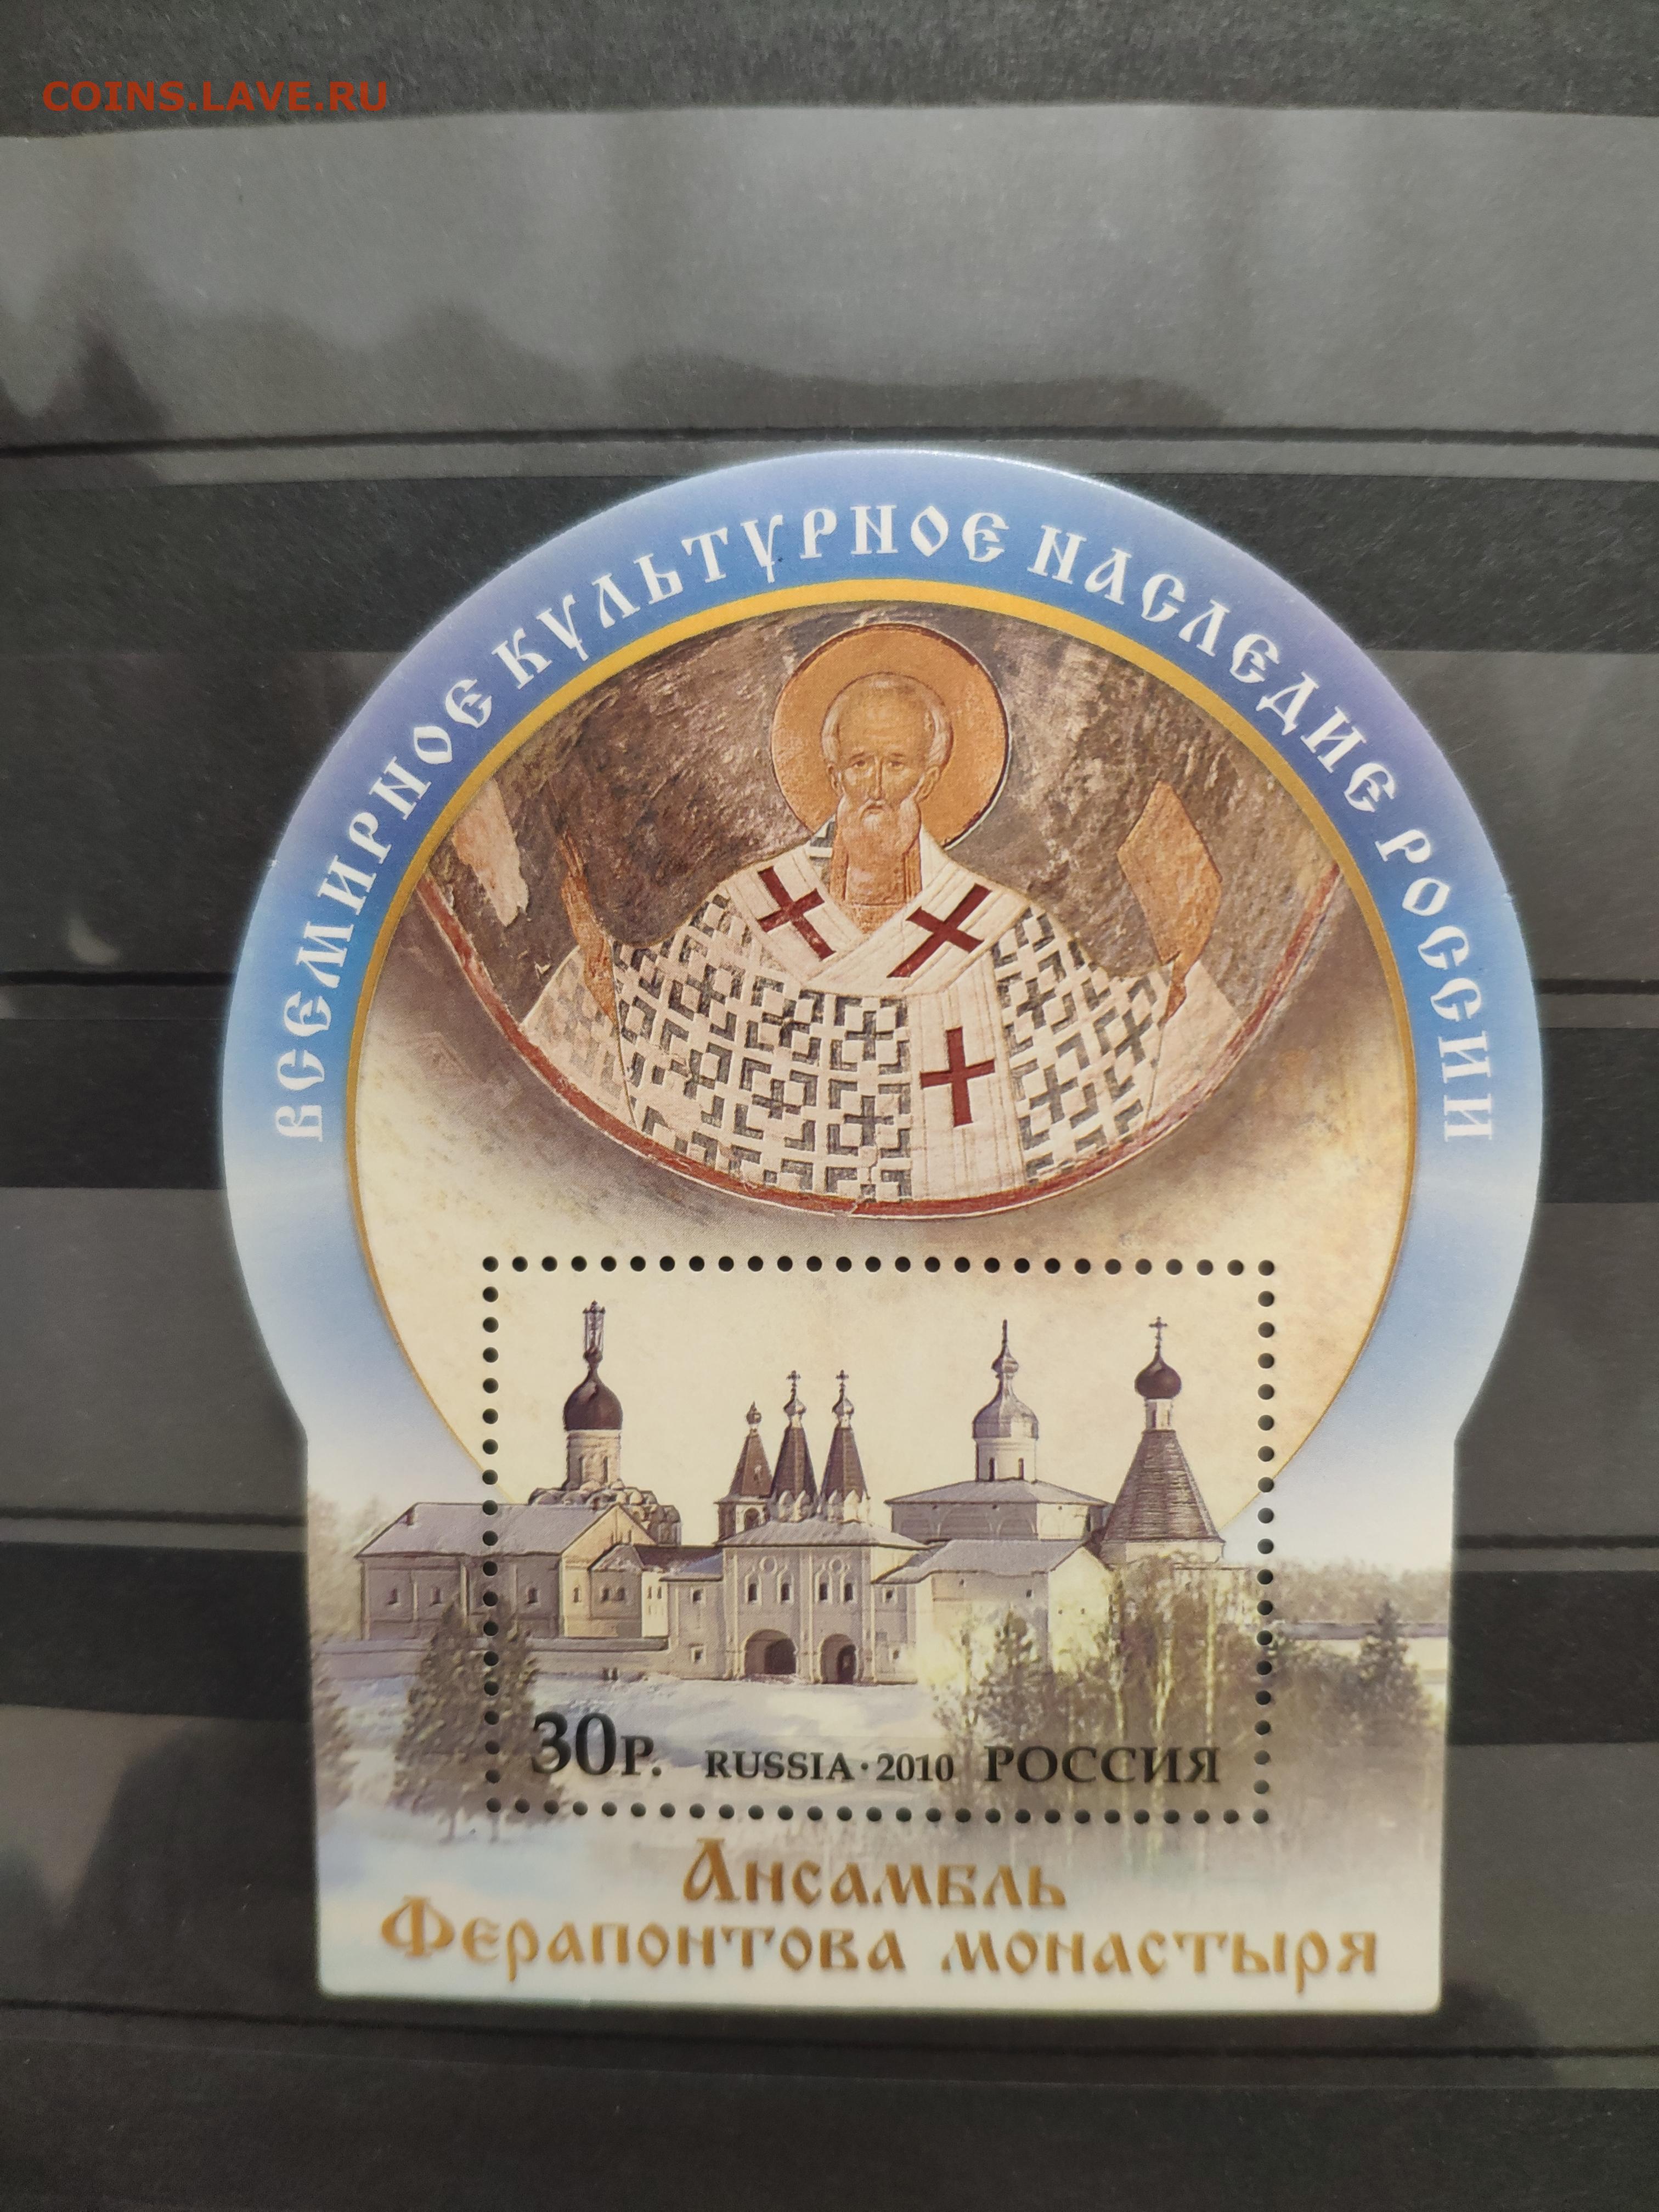 COINS.LAVE.RU
ВСЕМИРНОЕ КУЛЬТУРНОЕ НАСЛЕДИЕ РОССИИ
30Р. RUSSIA·2010 РОССИЯ
Ансамбль
Ферапонтова монастыря